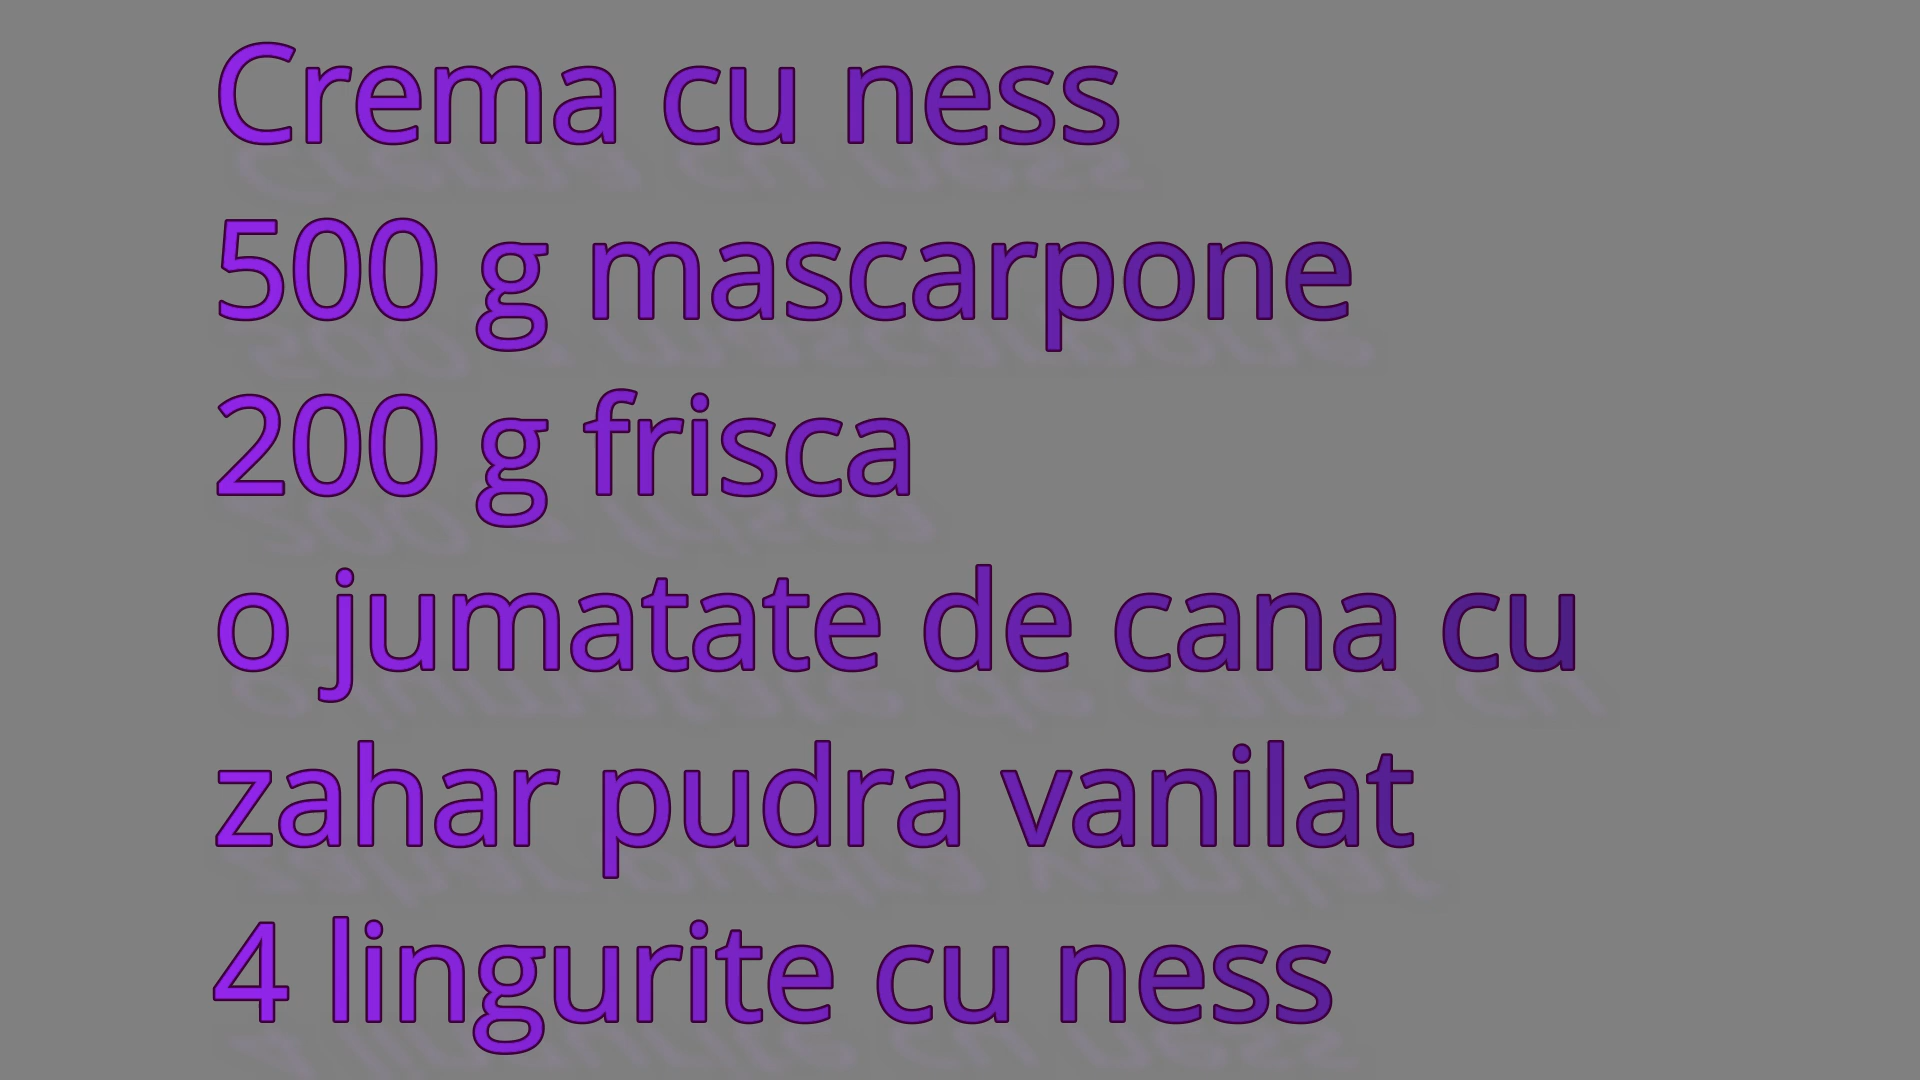 Crema cu ness
500 g mascarpone
200 g frisca
o jumatate de cana cu
zahar pudra vanilat
4 lingurite cu ness